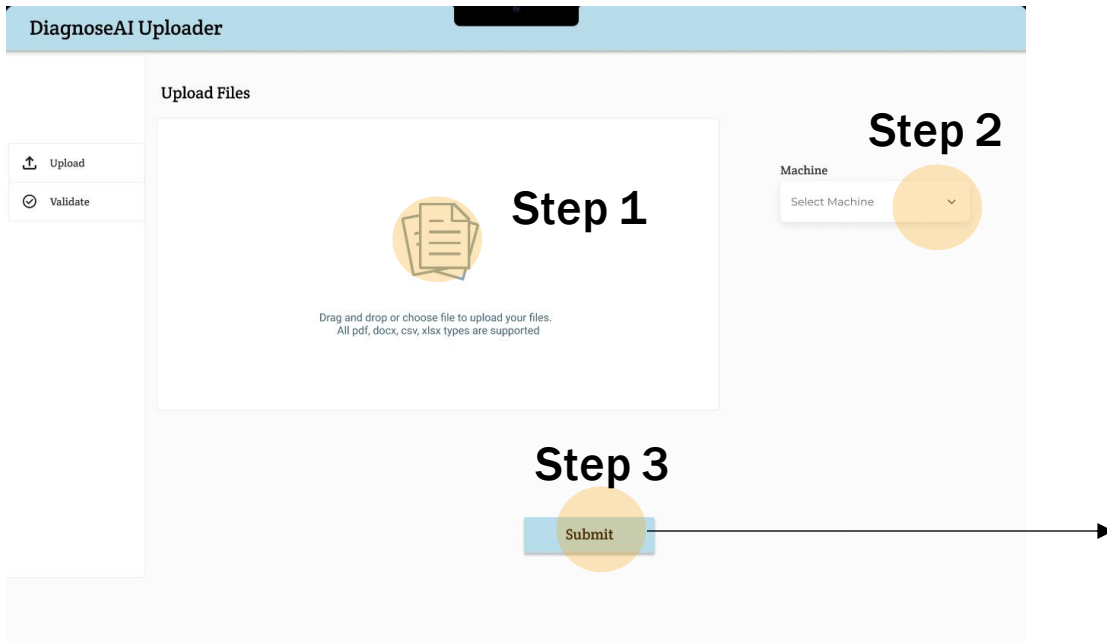 DiagnoseAI Uploader
Upload Files
Step 2
Upload
Machine
Step 1
Select Machine
Validate
Drag and drop or choose file to upload your files.
All pdf, docx, csv, xlsx types are supported
Step 3
Submit